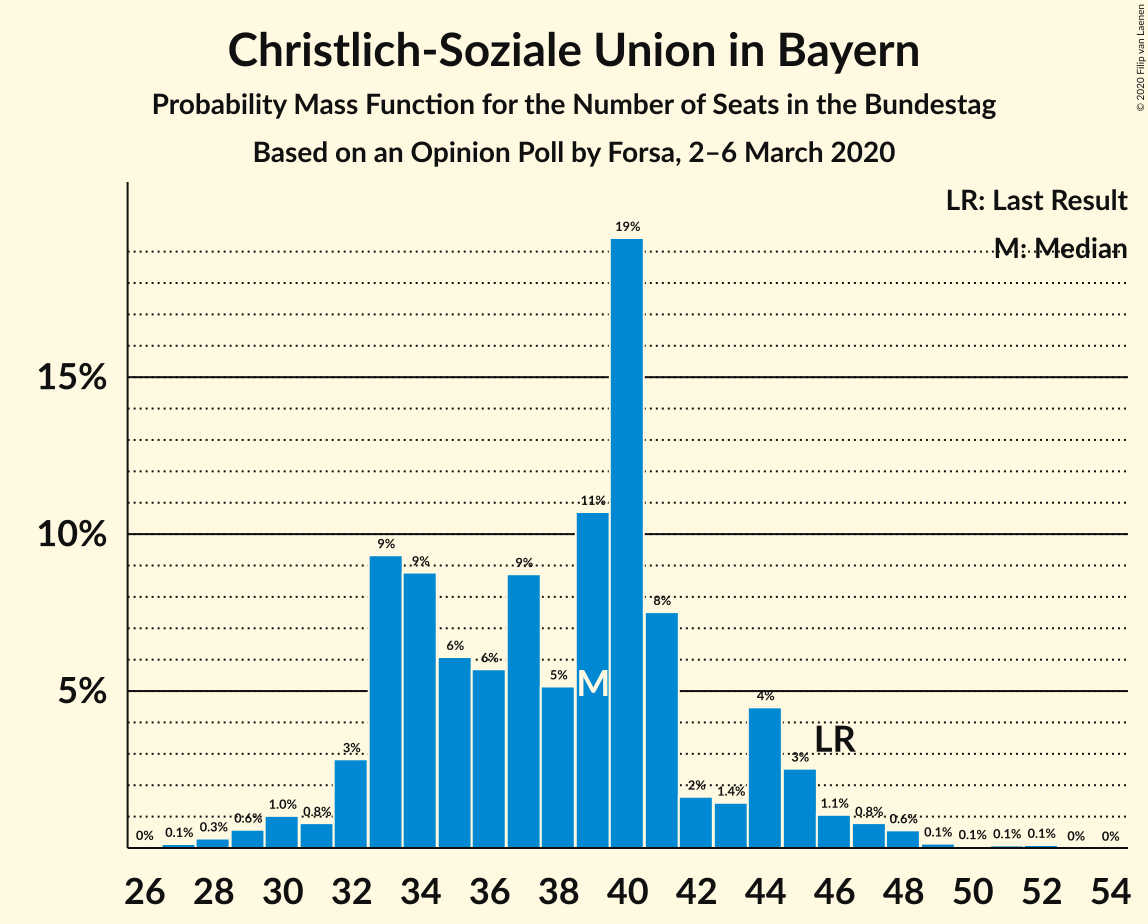 Christlich-Soziale Union in Bayern
Probability Mass Function for the Number of Seats in the Bundestag
Based on an Opinion Poll by Forsa, 2–6 March 2020
© 2020 Filip van Laenen
LR: Last Result
M: Median
15%
10%
5%
0% 0.1% 0.3% 0.6% 1.0% 0.8% 3% 9% 9% 6% 6% 9% 5% 11% 19% 8% 2% 1.4% 4% 3% 1.1% 0.8% 0.6% 0.1% 0.1% 0.1% 0.1% 0% 0%
M
LR
26 28 30 32 34 36 38 40 42 44 46 48 50 52 54